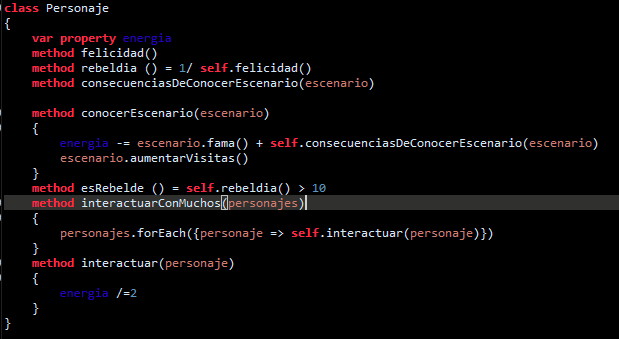 class Personaje
{
var property energia
method felicidad()
method rebeldia () = 1/ self.felicidad()
method consecuenciasDeConocerEscenario(escenario)
method conocerEscenario(escenario)
{
energia -= escenario.fama() + self.consecuenciasDeConocerEscenario(escenario)
escenario.aumentarVisitas()
}
method esRebelde () = self.rebeldia() > 10
method interactuarConMuchos(personajes)
{
personajes.forEach({personaje => self.interactuar(personaje)})
}
method interactuar(personaje)
{
energia /=2
}
}